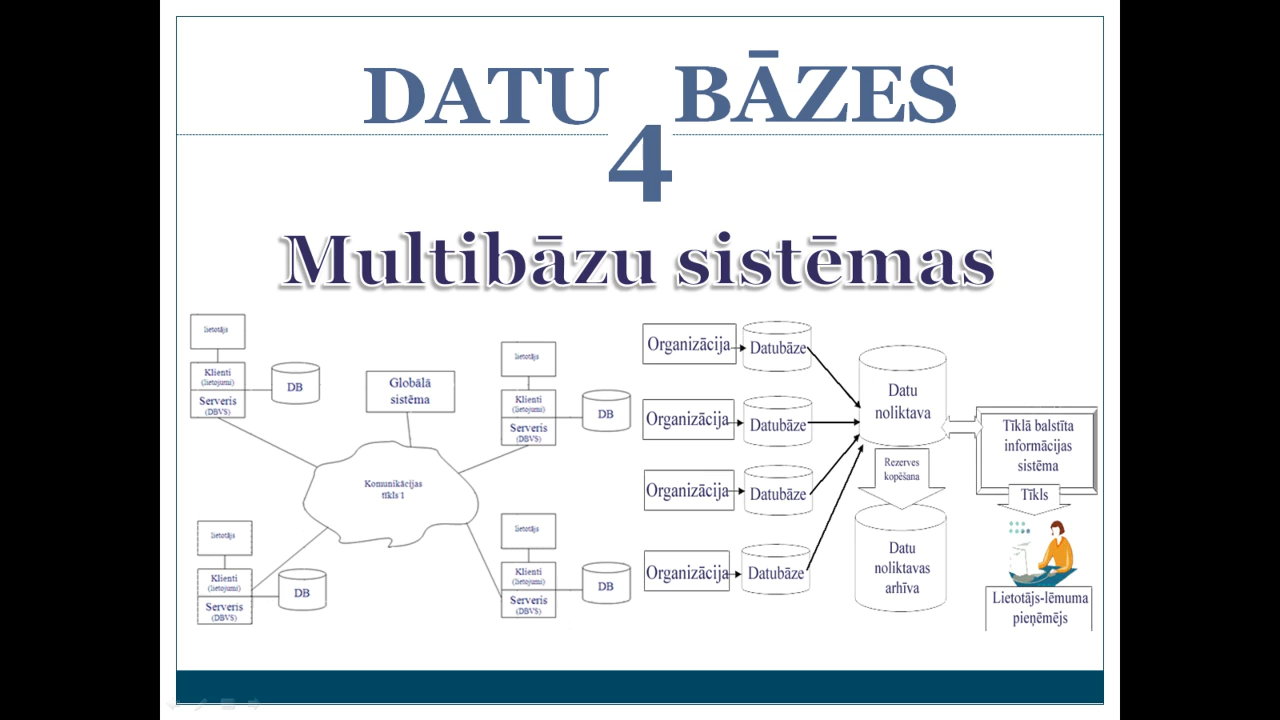 DATU BĀZES
4
Multibāzu sistēmas
lietotājs
Klienti
(lietojumi)
Serveris
(DBVS)
DB
Globālā
sistēma
lietotājs
Klienti
(lietojumi)
Serveris
(DBVS)
DB
Komunikācijas
tīkls 1
lietotājs
Klienti
(lietojumi)
Serveris
(DBVS)
DB
lietotājs
Klienti
(lietojumi)
Serveris
(DBVS)
DB
Organizācija
Datubāze
Organizācija
Datubāze
Organizācija
Datubāze
Organizācija
Datubāze
Datu
noliktava
Rezerves
kopēšana
Datu
noliktavas
arhīva
Tīklā balstīta
informācijas
sistēma
Tīkls
Lietotājs-lēmuma
pieņēmējs